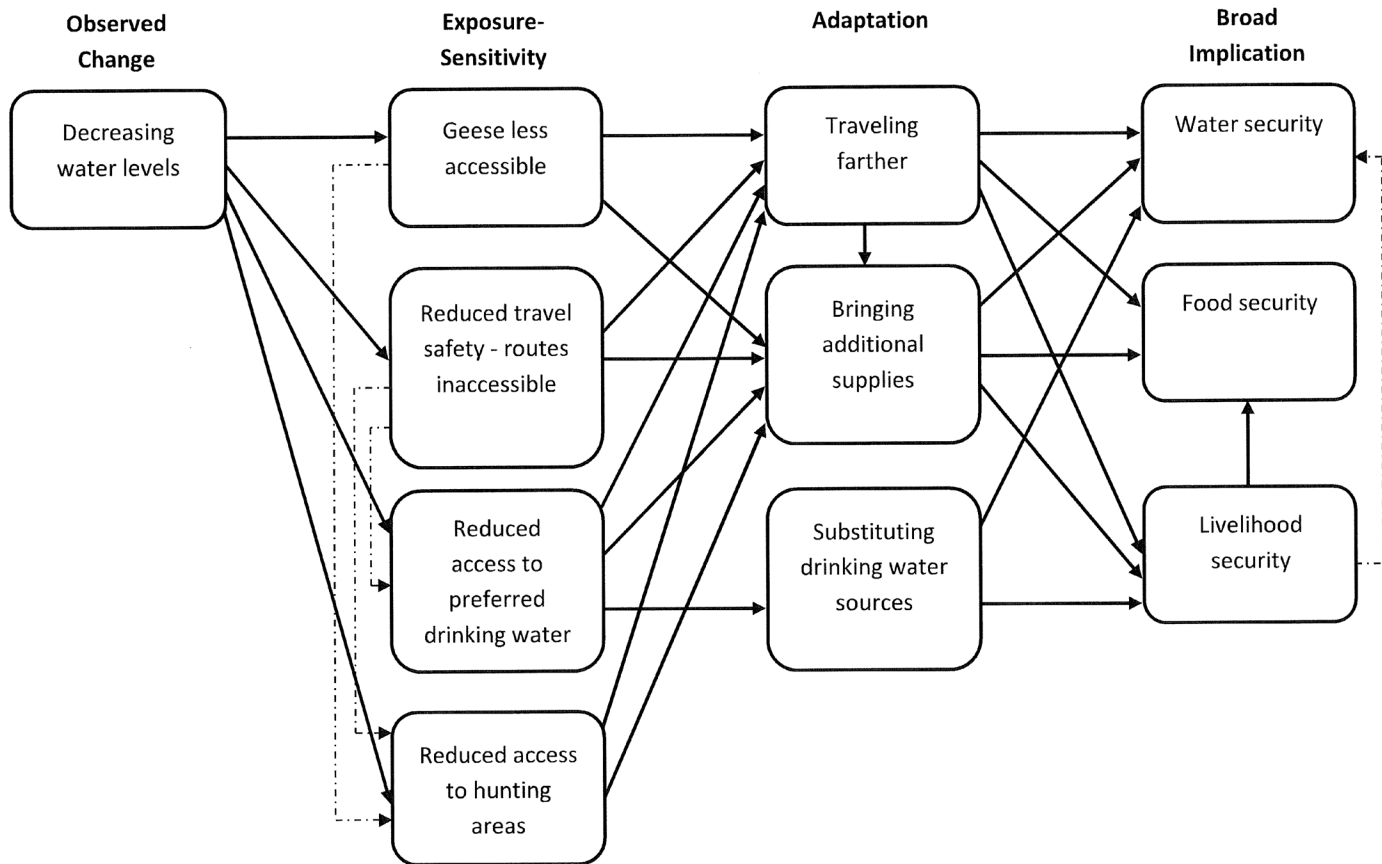 Observed
Change
Exposure-
Sensitivity
Adaptation
Broad
Implication
Decreasing
water levels
Geese less
accessible
Reduced travel
safety - routes
inaccessible
Reduced
access to
preferred
drinking water
Reduced access
to hunting
areas
Traveling
farther
Bringing
additional
supplies
Substituting
drinking water
sources
Water security
Food security
Livelihood
security